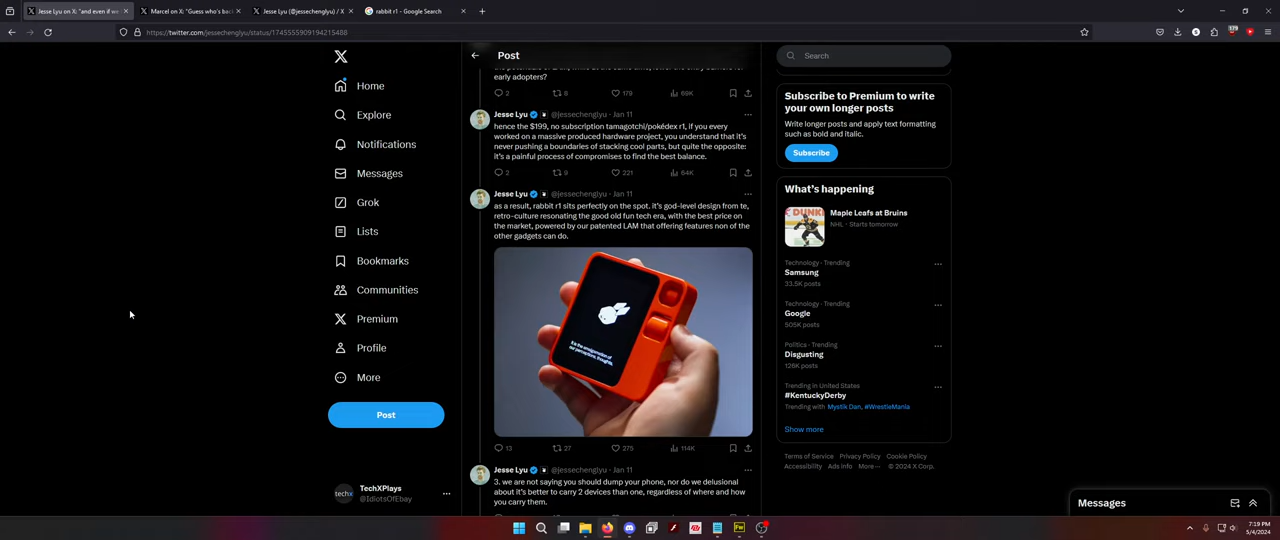 Jesse Lyu on X: "and even if we
Marcel on X: "Guess who's back
Jesse Lyu (@jessechenglyu) / X
rabbit r1 - Google Search
https://twitter.com/jessechenglyu/status/1745555909194215488
Post
Search
Home
Explore
Notifications
Messages
Grok
Lists
Bookmarks
Communities
Premium
Profile
More
Post
TechXPlays
@IdiotsOfEbay
early adopters?
2 8 179 69K
Jesse Lyu @jessechenglyu · Jan 11
hence the $199, no subscription tamagotchi/pokédex r1, if you every
worked on a massive produced hardware project, you understand that it's
never pushing a boundaries of stacking cool parts, but quite the opposite:
it's a painful process of compromises to find the best balance.
2 9 221 64K
Jesse Lyu @jessechenglyu · Jan 11
as a result, rabbit r1 sits perfectly on the spot. it's god-level design from te,
retro-culture resonating the good old fun tech era, with the best price on
the market, powered by our patented LAM that offering features non of the
other gadgets can do.
It is the amalgamation of
our perceptions, thoughts,
13 27 275 114K
Jesse Lyu @jessechenglyu · Jan 11
3. we are not saying you should dump your phone, nor do we delusional
about it's better to carry 2 devices than one, regardless of where and how
you carry them.
Subscribe to Premium to write
your own longer posts
Write longer posts and apply text formatting
such as bold and italic.
Subscribe
What's happening
Maple Leafs at Bruins
NHL · Starts tomorrow
Technology · Trending
Samsung
33.5K posts
Technology · Trending
Google
505K posts
Politics · Trending
Disgusting
126K posts
Trending in United States
#KentuckyDerby
Trending with Mystik Dan, #WrestleMania
Show more
Terms of Service Privacy Policy Cookie Policy
Accessibility Ads info More ··· © 2024 X Corp.
Messages
7:19 PM
5/4/2024